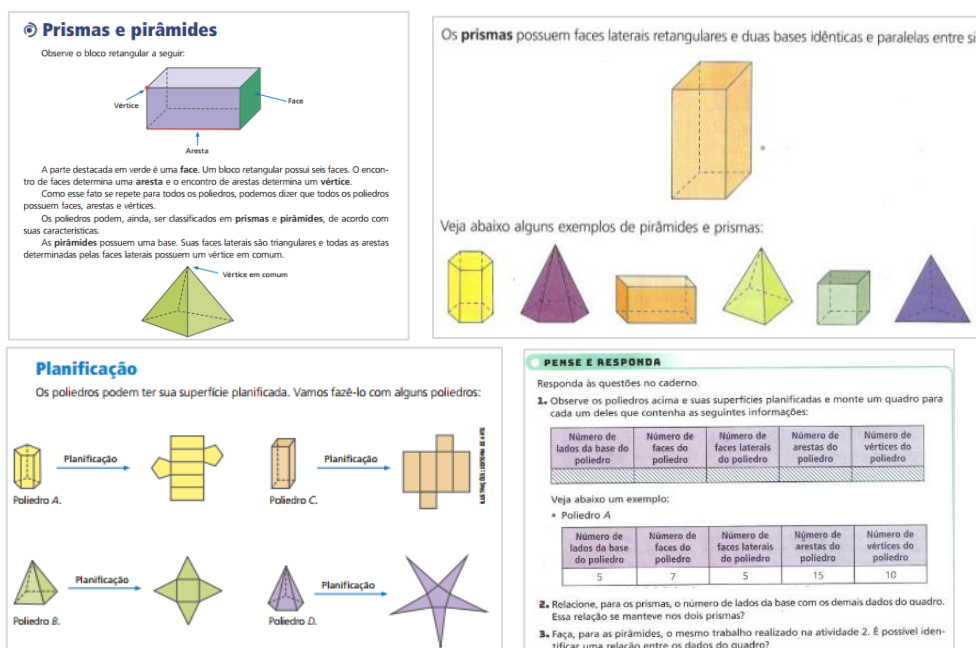 Prismas e pirâmides
Observe o bloco retangular a seguir:
Vértice
Face
Aresta
A parte destacada em verde é uma face. Um bloco retangular possui seis faces. O encon-
tro de faces determina uma aresta e o encontro de arestas determina um vértice.
Como esse fato se repete para todos os poliedros, podemos dizer que todos os poliedros
possuem faces, arestas e vértices.
Os poliedros podem, ainda, ser classificados em prismas e pirâmides, de acordo com
suas características.
As pirâmides possuem uma base. Suas faces laterais são triangulares e todas as arestas
determinadas pelas faces laterais possuem um vértice em comum.
Vértice em comum
Os prismas possuem faces laterais retangulares e duas bases idênticas e paralelas entre si
Veja abaixo alguns exemplos de pirâmides e prismas:
Planificação
Os poliedros podem ter sua superfície planificada. Vamos fazê-lo com alguns poliedros:
Planificação
Poliedro A.
Planificação
Poliedro C.
Planificação
Poliedro B.
Planificação
Poliedro D.
PENSE E RESPONDA
Responda às questões no caderno.
1. Observe os poliedros acima e suas superfícies planificadas e monte um quadro para
cada um deles que contenha as seguintes informações:
Número de lados da base do poliedro
Número de faces do poliedro
Número de faces laterais do poliedro
Número de arestas do poliedro
Número de vértices do poliedro
Veja abaixo um exemplo:
• Poliedro A
Número de lados da base do poliedro
Número de faces do poliedro
Número de faces laterais do poliedro
Número de arestas do poliedro
Número de vértices do poliedro
5 7 5 15 10
2. Relacione, para os prismas, o número de lados da base com os demais dados do quadro.
Essa relação se manteve nos dois prismas?
3. Faça, para as pirâmides, o mesmo trabalho realizado na atividade 2. É possível iden-
tificar uma relação entre os dados do quadro?